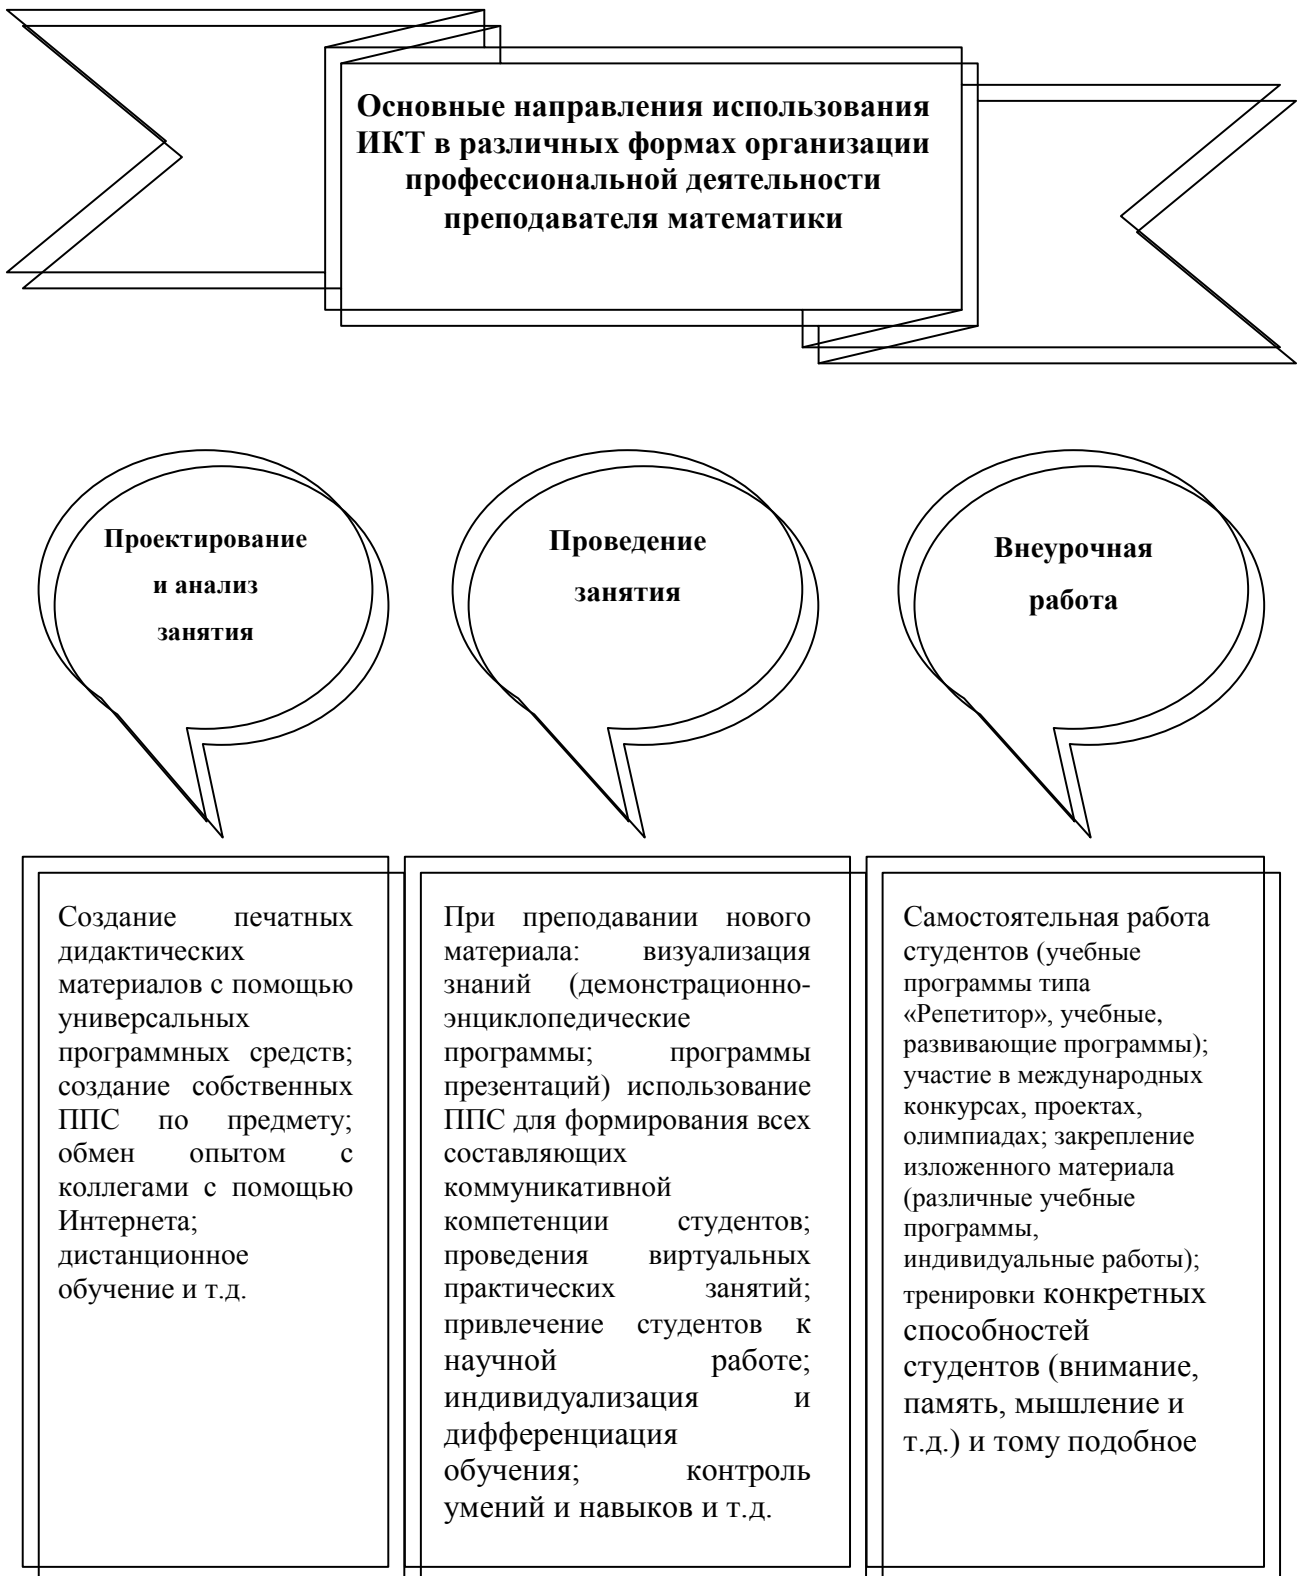 Основные направления использования
ИКТ в различных формах организации
профессиональной деятельности
преподавателя математики
Проектирование
и анализ
занятия
Проведение
занятия
Внеурочная
работа
Создание печатных
дидактических
материалов с помощью
универсальных
программных средств;
создание собственных
ППС по предмету;
обмен опытом с
коллегами с помощью
Интернета;
дистанционное
обучение и т.д.
При преподавании нового
материала: визуализация
знаний (демонстрационно-
энциклопедические
программы; программы
презентаций) использование
ППС для формирования всех
составляющих
коммуникативной
компетенции студентов;
проведения виртуальных
практических занятий;
привлечение студентов к
научной работе;
индивидуализация и
дифференциация
обучения; контроль
умений и навыков и т.д.
Самостоятельная работа
студентов (учебные
программы типа
«Репетитор», учебные,
развивающие программы);
участие в международных
конкурсах, проектах,
олимпиадах; закрепление
изложенного материала
(различные учебные
программы,
индивидуальные работы);
тренировки конкретных
способностей
студентов (внимание,
память, мышление и
т.д.) и тому подобное